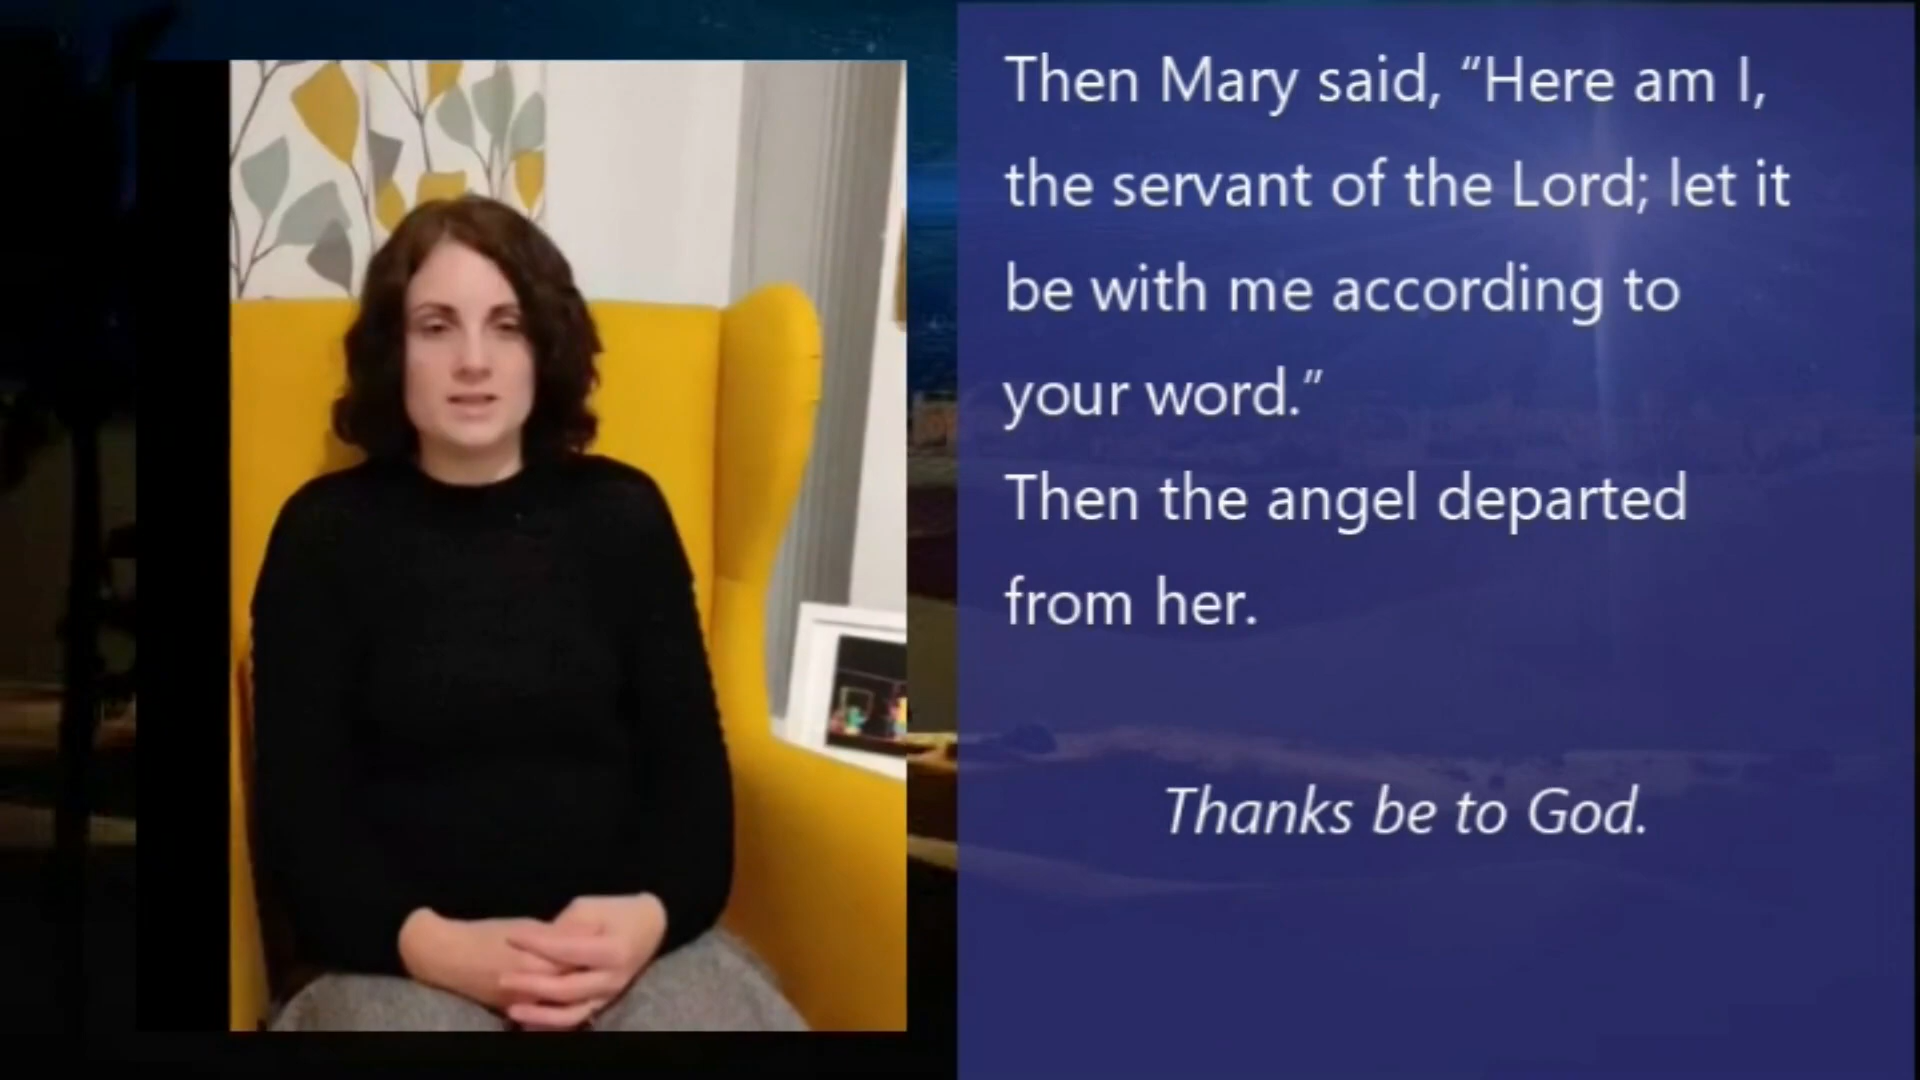 Then Mary said, “Here am I,
the servant of the Lord; let it
be with me according to
your word.”
Then the angel departed
from her.
Thanks be to God.